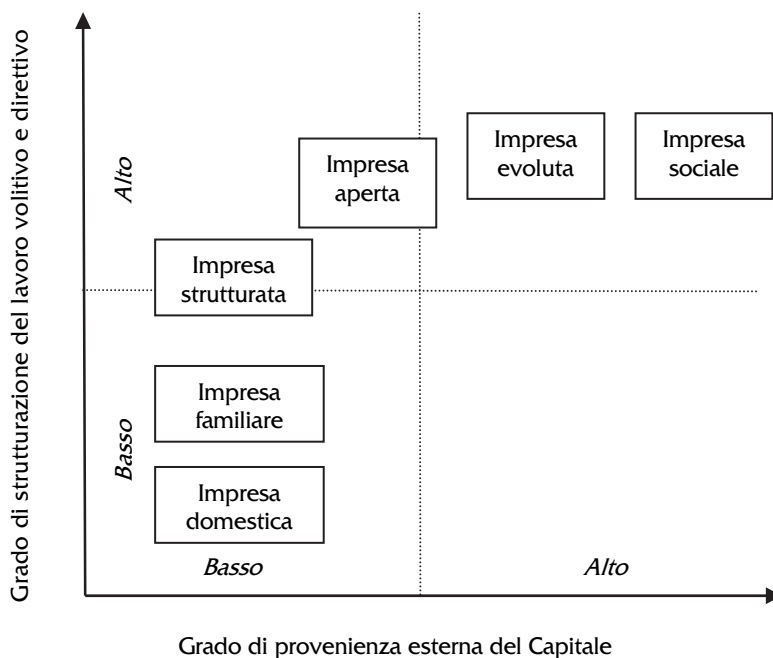 Grado di strutturazione del lavoro volitivo e direttivo
Alto
Basso
Impresa
aperta
Impresa
evoluta
Impresa
sociale
Impresa
strutturata
Impresa
familiare
Impresa
domestica
Basso
Alto
Grado di provenienza esterna del Capitale